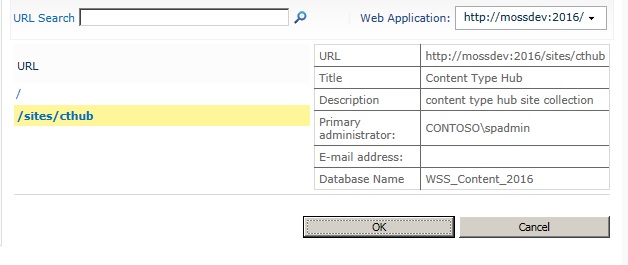 URL Search Web Application: http://mossdev:2016/
URL
/
/sites/cthub
URL http://mossdev:2016/sites/cthub
Title Content Type Hub
Description content type hub site collection
Primary administrator: CONTOSO\spadmin
E-mail address:
Database Name WSS_Content_2016
OK Cancel